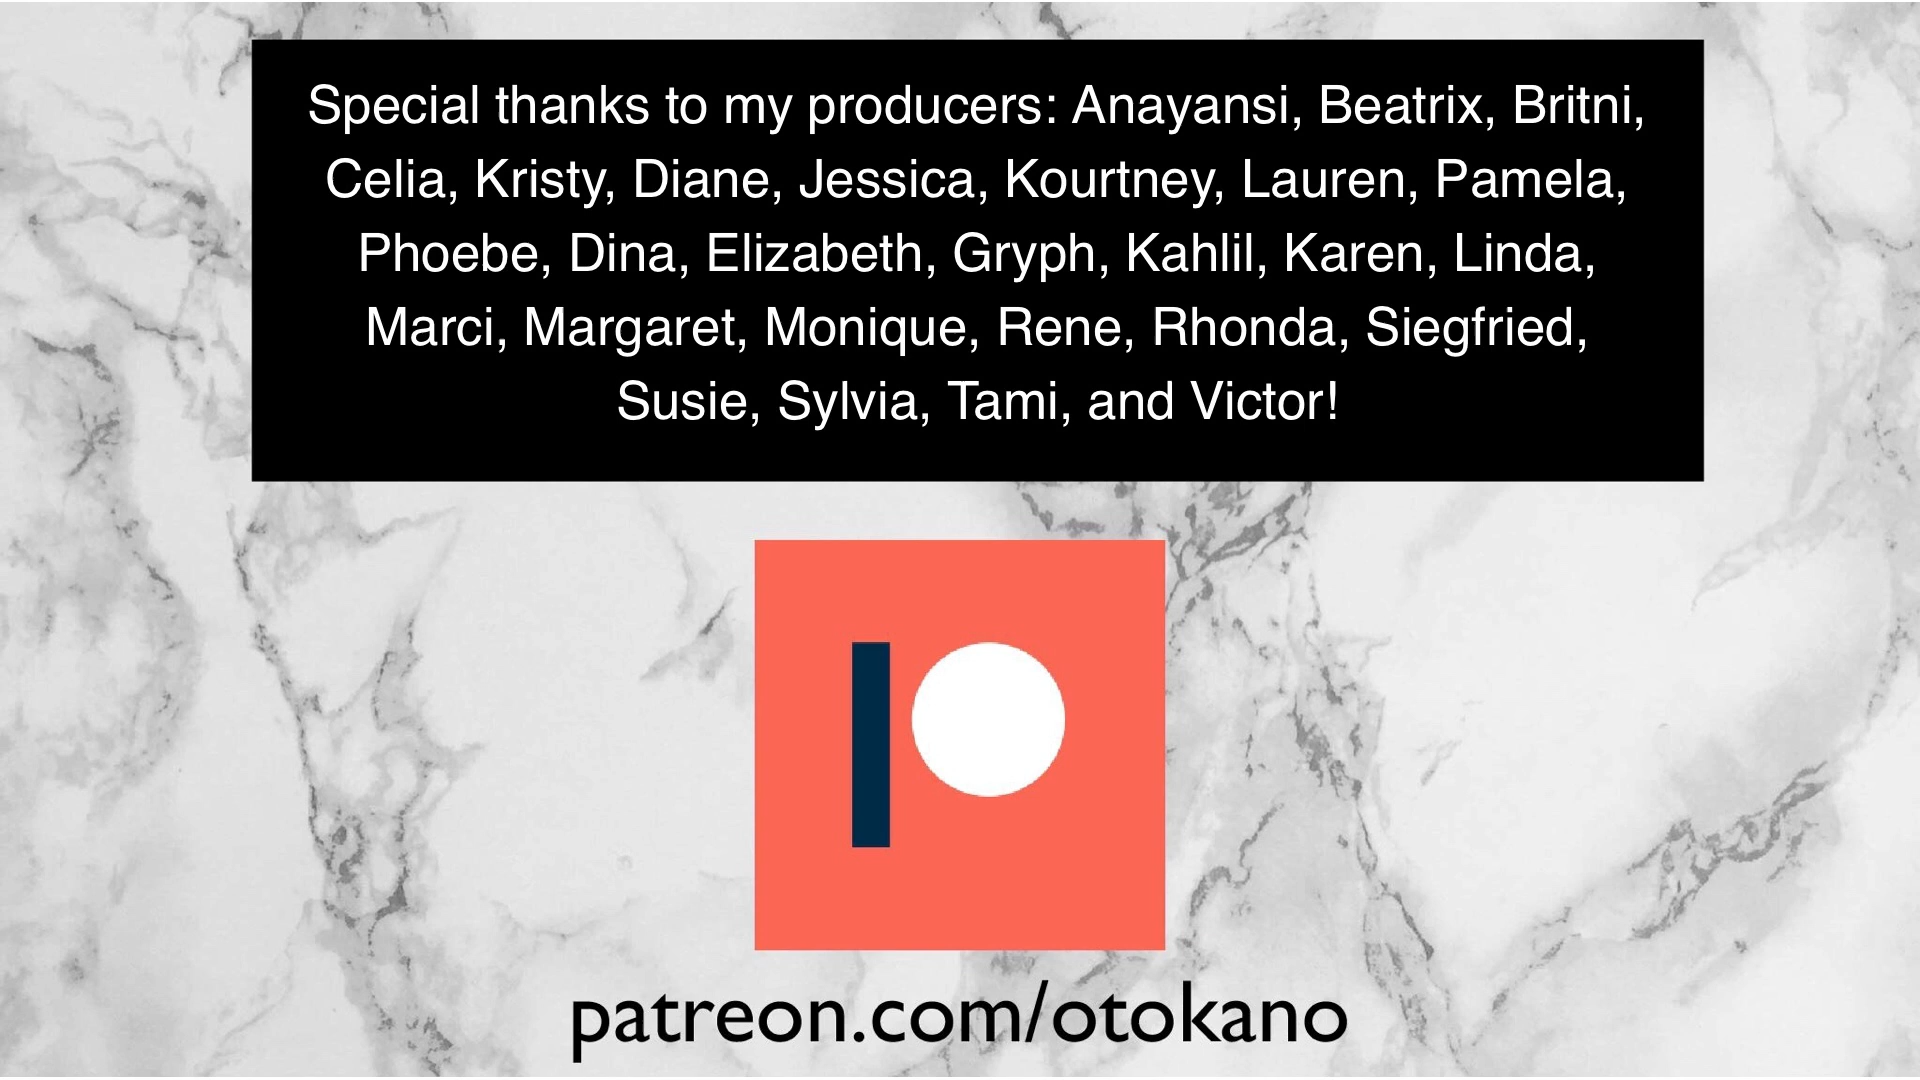 Special thanks to my producers: Anayansi, Beatrix, Britni,
Celia, Kristy, Diane, Jessica, Kourtney, Lauren, Pamela,
Phoebe, Dina, Elizabeth, Gryph, Kahlil, Karen, Linda,
Marci, Margaret, Monique, Rene, Rhonda, Siegfried,
Susie, Sylvia, Tami, and Victor!
patreon.com/otokano